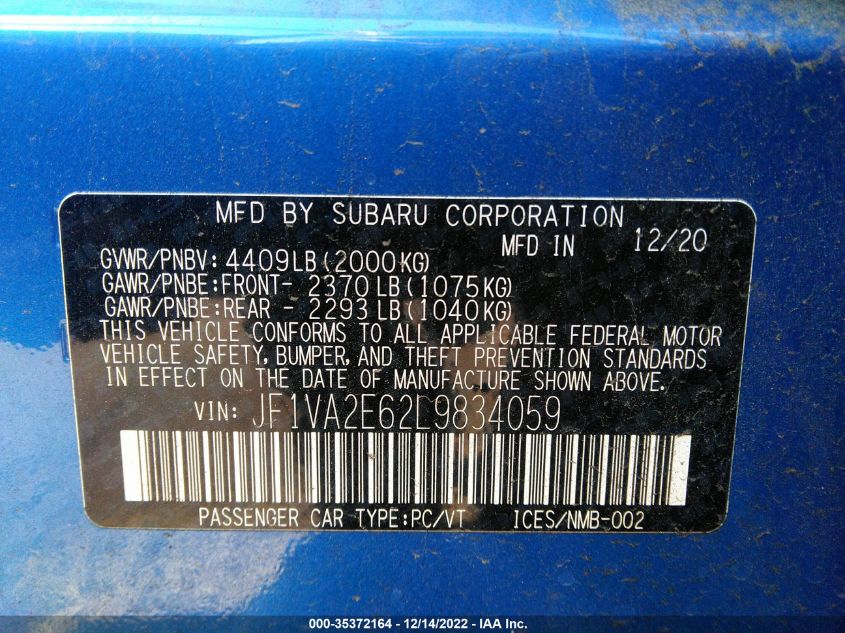 MFD BY SUBARU CORPORATION
MFD IN 12/20
GVWR/PNBV: 4409LB(2000KG)
GAWR/PNBE:FRONT- 2370LB(1075KG)
GAWR/PNBE:REAR - 2293LB(1040KG)
THIS VEHICLE CONFORMS TO ALL APPLICABLE FEDERAL MOTOR
VEHICLE SAFETY, BUMPER, AND THEFT PREVENTION STANDARDS
IN EFFECT ON THE DATE OF MANUFACTURE SHOWN ABOVE.
VIN: JF1VA2E62L9834059
PASSENGER CAR TYPE:PC/VT ICES/NMB-002
000-35372164 - 12/14/2022 - IAA Inc.